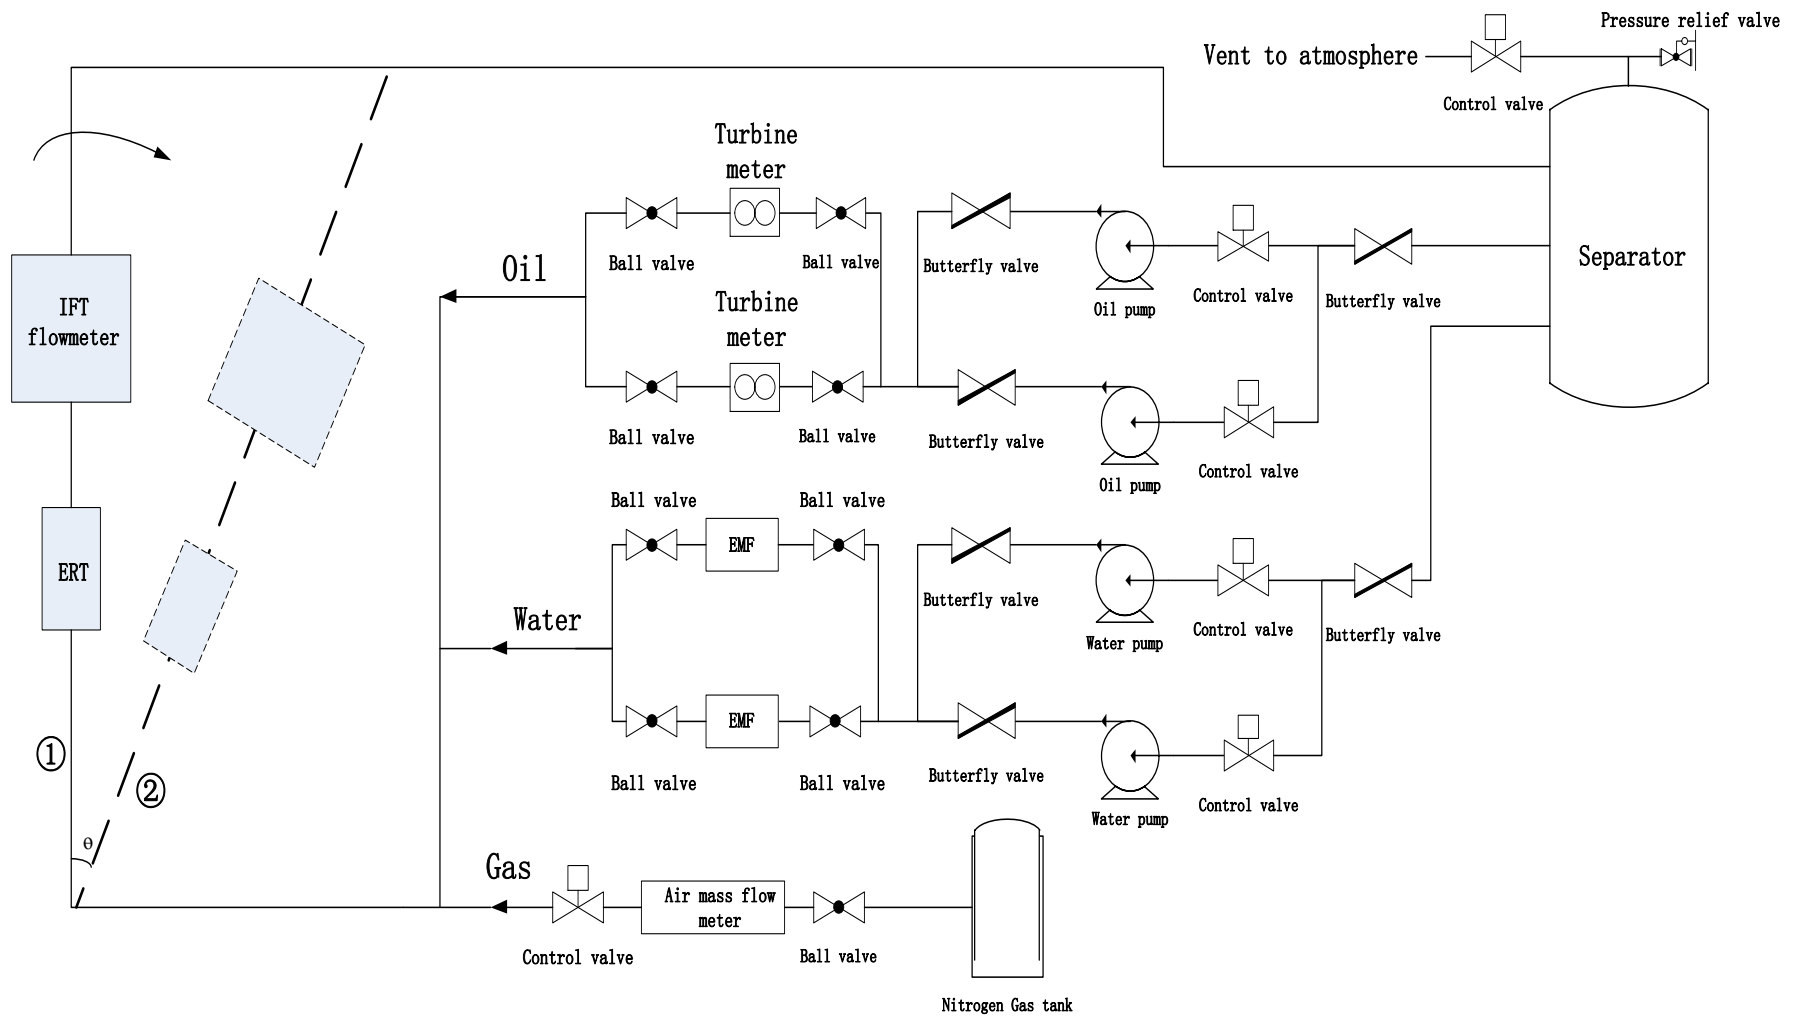 Pressure relief valve
Vent to atmosphere
Control valve
Turbine
meter
Ball valve
Ball valve
Butterfly valve
Oil pump
Control valve
Butterfly valve
Separator
Oil
IFT
flowmeter
Turbine
meter
Ball valve
Ball valve
Butterfly valve
Oil pump
Control valve
Ball valve
Ball valve
EMF
ERT
Butterfly valve
Water pump
Control valve
Butterfly valve
Water
EMF
①
②
Ball valve
Ball valve
Butterfly valve
Water pump
Control valve
θ
Gas
Air mass flow
meter
Control valve
Ball valve
Nitrogen Gas tank